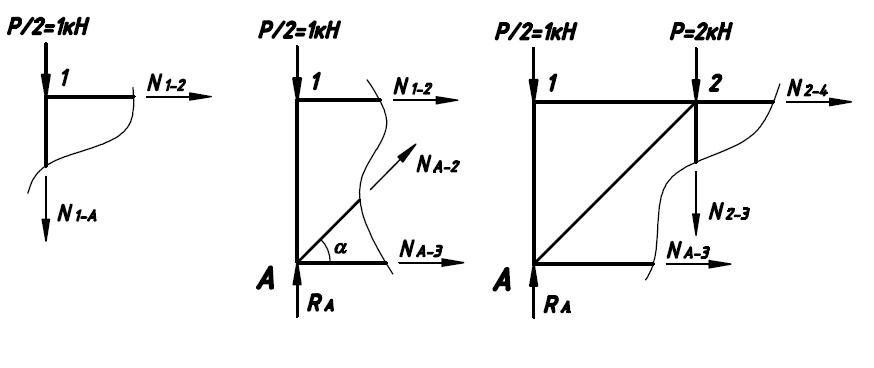 P/2=1кН
1
N1-2
N1-A
P/2=1кН
1
N1-2
NA-2
α
NA-3
A
RA
P/2=1кН
P=2кН
1
2
N2-4
N2-3
NA-3
A
RA